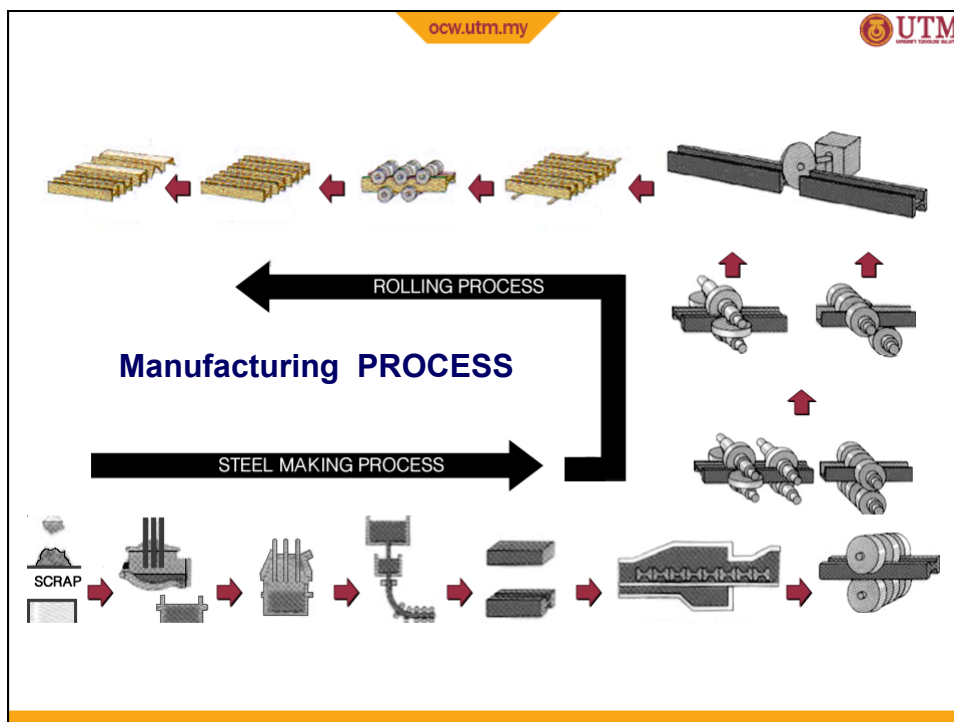 ocw.utm.my
UTM
ROLLING PROCESS
Manufacturing PROCESS
STEEL MAKING PROCESS
SCRAP